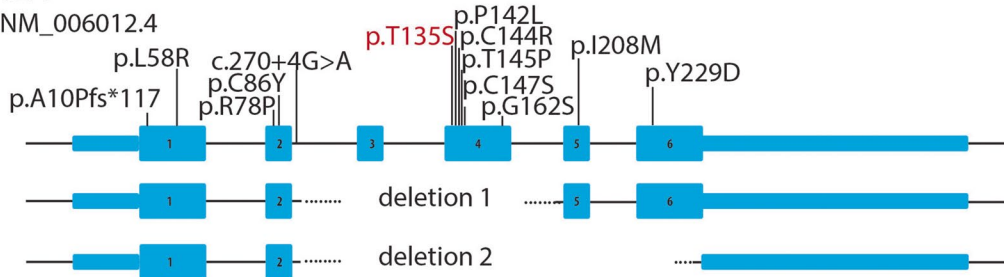 NM_006012.4
p.P142L
p.T135S
p.C144R
p.I208M
p.L58R
c.270+4G>A
p.T145P
p.Y229D
p.C86Y
p.C147S
p.A10Pfs*117
p.R78P
p.G162S
1 2 3 4 5 6
1 2 deletion 1 5 6
1 2 deletion 2